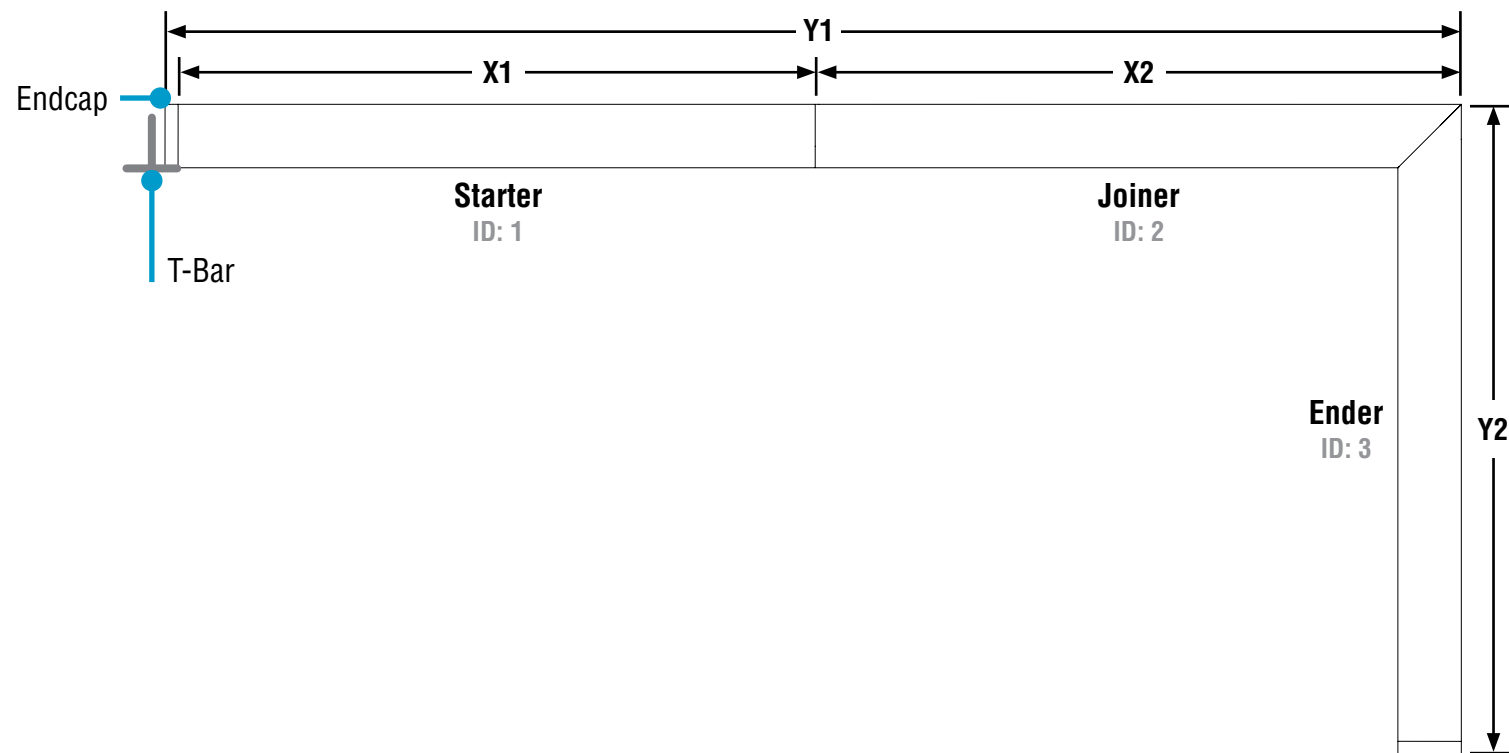 Y1
X1
X2
Endcap
Starter
ID: 1
Joiner
ID: 2
T-Bar
Ender
ID: 3
Y2